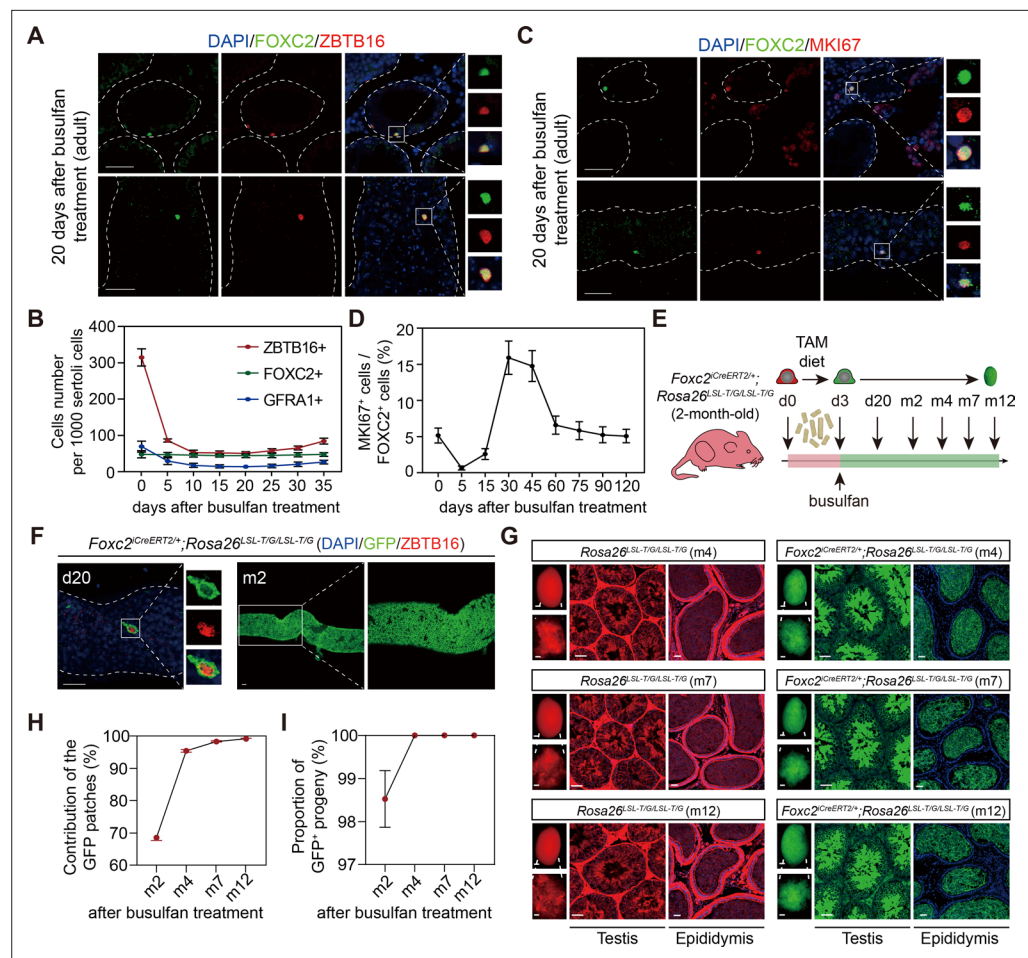 A
DAPI/FOXC2/ZBTB16
20 days after busulfan
treatment (adult)
C
DAPI/FOXC2/MKI67
20 days after busulfan
treatment (adult)
B
Cells number
per 1000 sertoli cells
400
300
200
100
50
0
ZBTB16+
FOXC2+
GFRA1+
0 5 10 15 20 25 30 35
days after busulfan treatment
D
MKI67+ cells /
FOXC2+ cells (%)
20
15
10
5
0
0 5 15 30 45 60 75 90 120
days after busulfan treatment
E
TAM
diet
Foxc2iCreERT2/+;
Rosa26LSL-T/G/LSL-T/G
(2-month-old)
d0 d3 d20 m2 m4 m7 m12
busulfan
F
Foxc2iCreERT2/+;Rosa26LSL-T/G/LSL-T/G (DAPI/GFP/ZBTB16)
d20
m2
G
Rosa26LSL-T/G/LSL-T/G (m4)
Foxc2iCreERT2/+;Rosa26LSL-T/G/LSL-T/G (m4)
Rosa26LSL-T/G/LSL-T/G (m7)
Foxc2iCreERT2/+;Rosa26LSL-T/G/LSL-T/G (m7)
Rosa26LSL-T/G/LSL-T/G (m12)
Foxc2iCreERT2/+;Rosa26LSL-T/G/LSL-T/G (m12)
Testis Epididymis Testis Epididymis
H
Contribution of the
GFP patches (%)
100
90
80
70
60
m2 m4 m7 m12
after busulfan treatment
I
Proportion of
GFP+ progeny (%)
100
99
98
97
m2 m4 m7 m12
after busulfan treatment